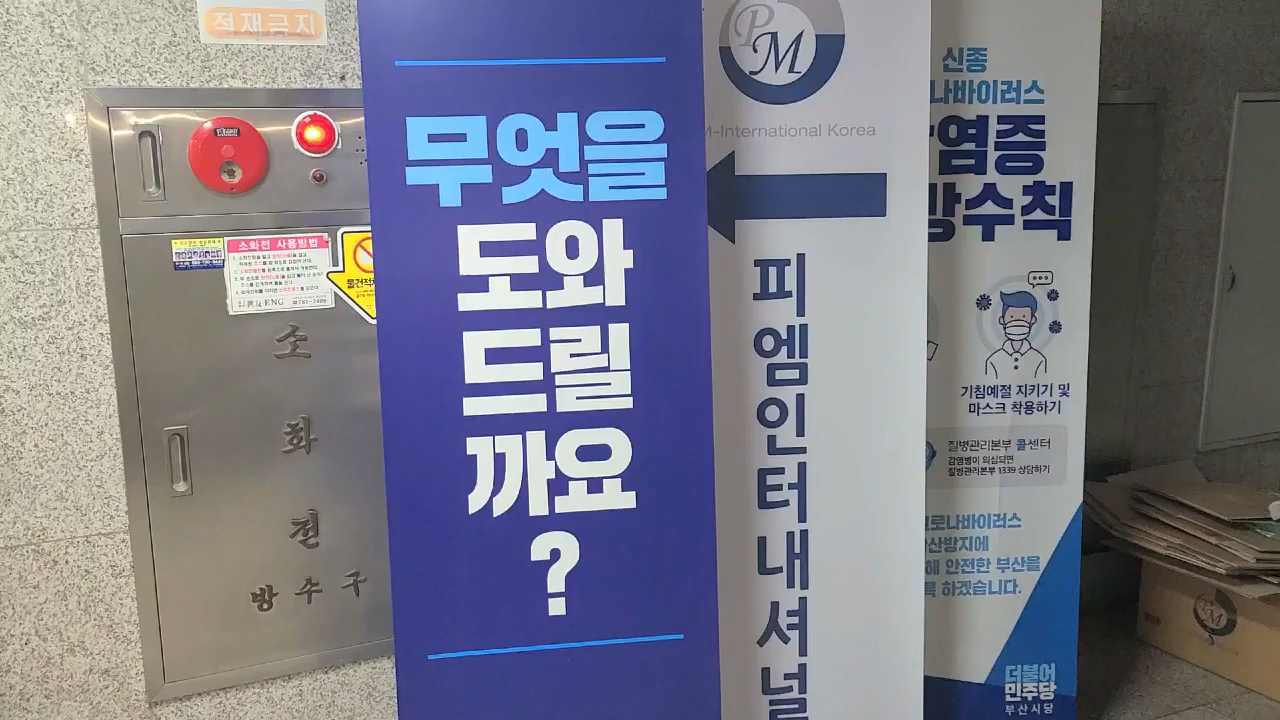 적재금지
소화전 사용방법
소
화
전
방수구
무엇을
도와
드릴
까요
?
PM
M-International Korea
피엠인터내셔널
신종
나바이러스
염증
방수칙
기침예절 지키기 및
마스크 착용하기
질병관리본부 콜센터
감염병이 의심되면
질병관리본부 1339 상담하기
로나바이러스
산방지에
해 안전한 부산을
록 하겠습니다.
더불어
민주당
부산시당
PM